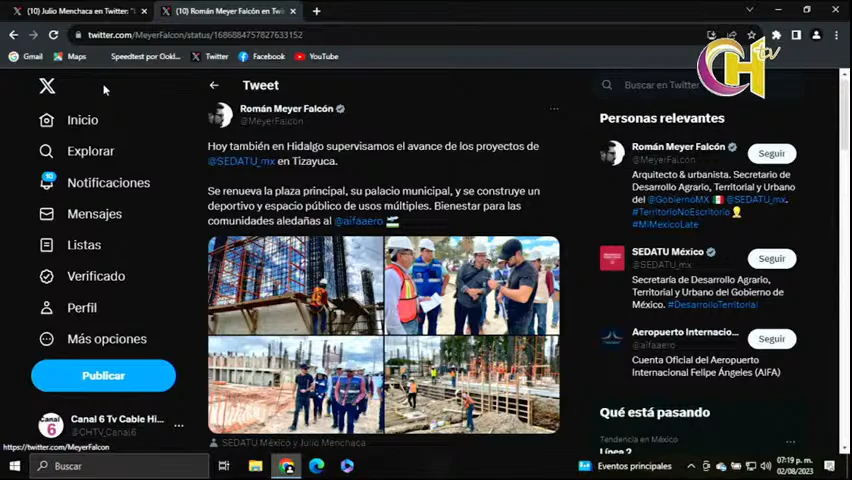 (10) Julio Menchaca en Twitter: "
(10) Román Meyer Falcón en Twi
twitter.com/MeyerFalcon/status/1686884757827633152
Gmail
Maps
Speedtest por Ookl...
Twitter
Facebook
YouTube
CH tv
Inicio
Explorar
10
Notificaciones
Mensajes
Listas
Verificado
Perfil
Más opciones
Publicar
Canal 6 Tv Cable Hi...
@CHTV_Canal6
Tweet
Román Meyer Falcón
@MeyerFalcon
Hoy también en Hidalgo supervisamos el avance de los proyectos de
@SEDATU_mx en Tizayuca.
Se renueva la plaza principal, su palacio municipal, y se construye un
deportivo y espacio público de usos múltiples. Bienestar para las
comunidades aledañas al @aifaaero
SEDATU México y Julio Menchaca
Buscar en Twitter
Personas relevantes
Román Meyer Falcón
@MeyerFalcon
Seguir
Arquitecto & urbanista. Secretario de
Desarrollo Agrario, Territorial y Urbano
del @GobiernoMX @SEDATU_mx.
#TerritorioNoEscritorio
#MiMexicoLate
SEDATU México
@SEDATU_mx
Seguir
Secretaría de Desarrollo Agrario,
Territorial y Urbano del Gobierno de
México. #DesarrolloTerritorial
Aeropuerto Internacio...
@aifaaero
Seguir
Cuenta Oficial del Aeropuerto
Internacional Felipe Ángeles (AIFA)
Qué está pasando
Tendencia en México
Línea 2
https://twitter.com/MeyerFalcon
Buscar
Eventos principales
07:19 p. m.
02/08/2023